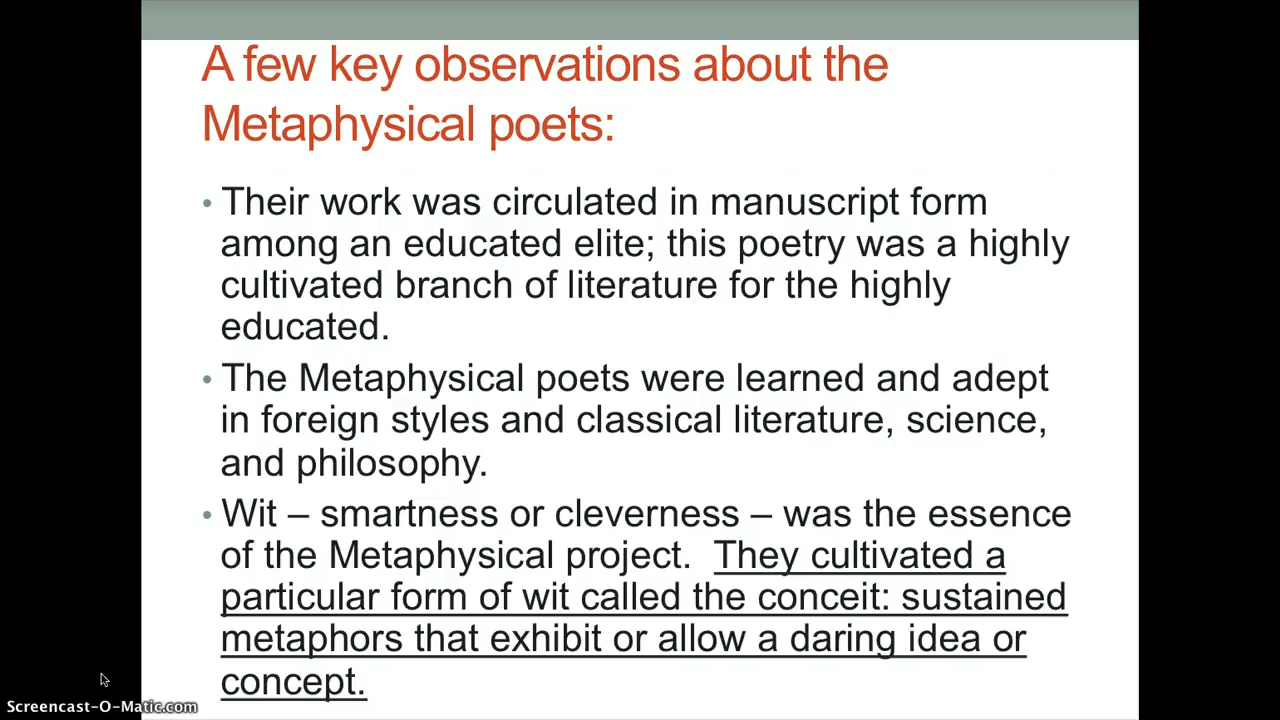 A few key observations about the
Metaphysical poets:
• Their work was circulated in manuscript form
among an educated elite; this poetry was a highly
cultivated branch of literature for the highly
educated.
• The Metaphysical poets were learned and adept
in foreign styles and classical literature, science,
and philosophy.
• Wit – smartness or cleverness – was the essence
of the Metaphysical project. They cultivated a
particular form of wit called the conceit: sustained
metaphors that exhibit or allow a daring idea or
concept.
Screencast-O-Matic.com